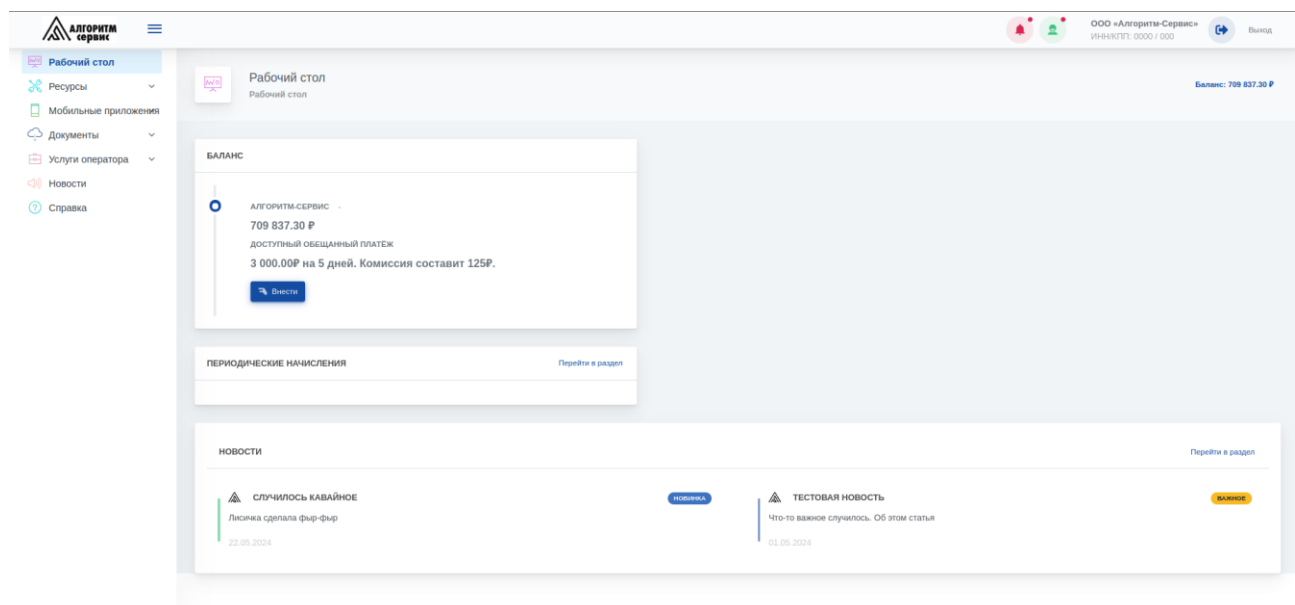 АЛГОРИТМ
сервис
ООО «Алгоритм-Сервис»
ИНН/КПП: 0000 / 000
Выход
Рабочий стол
Ресурсы
Мобильные приложения
Документы
Услуги оператора
Новости
Справка
Рабочий стол
Рабочий стол
Баланс: 709 837.30 ₽
БАЛАНС
АЛГОРИТМ-СЕРВИС -
709 837.30 ₽
ДОСТУПНЫЙ ОБЕЩАННЫЙ ПЛАТЁЖ
3 000.00₽ на 5 дней. Комиссия составит 125₽.
Внести
ПЕРИОДИЧЕСКИЕ НАЧИСЛЕНИЯ
Перейти в раздел
НОВОСТИ
Перейти в раздел
СЛУЧИЛОСЬ КАВАЙНОЕ
НОВИНКА
Лисичка сделала фыр-фыр
22.05.2024
ТЕСТОВАЯ НОВОСТЬ
ВАЖНОЕ
Что-то важное случилось. Об этом статья
01.05.2024